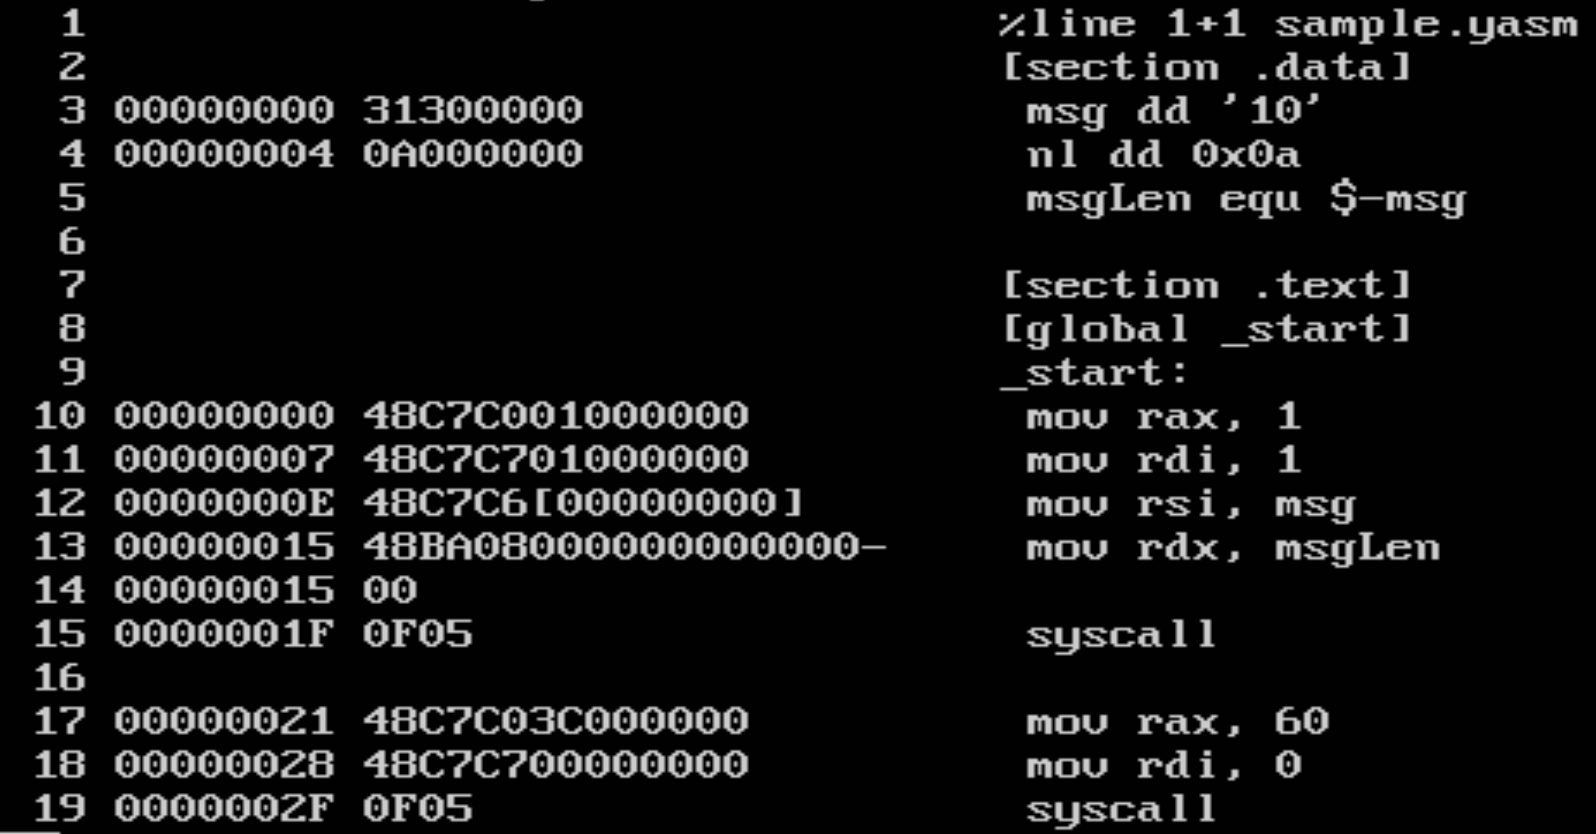 1 %line 1+1 sample.yasm
2 [section .data]
3 00000000 31300000 msg dd '10'
4 00000004 0A000000 nl dd 0x0a
5 msgLen equ $-msg
6
7 [section .text]
8 [global _start]
9 _start:
10 00000000 48C7C001000000 mov rax, 1
11 00000007 48C7C701000000 mov rdi, 1
12 0000000E 48C7C6[00000000] mov rsi, msg
13 00000015 48BA08000000000000- mov rdx, msgLen
14 00000015 00
15 0000001F 0F05 syscall
16
17 00000021 48C7C03C000000 mov rax, 60
18 00000028 48C7C700000000 mov rdi, 0
19 0000002F 0F05 syscall